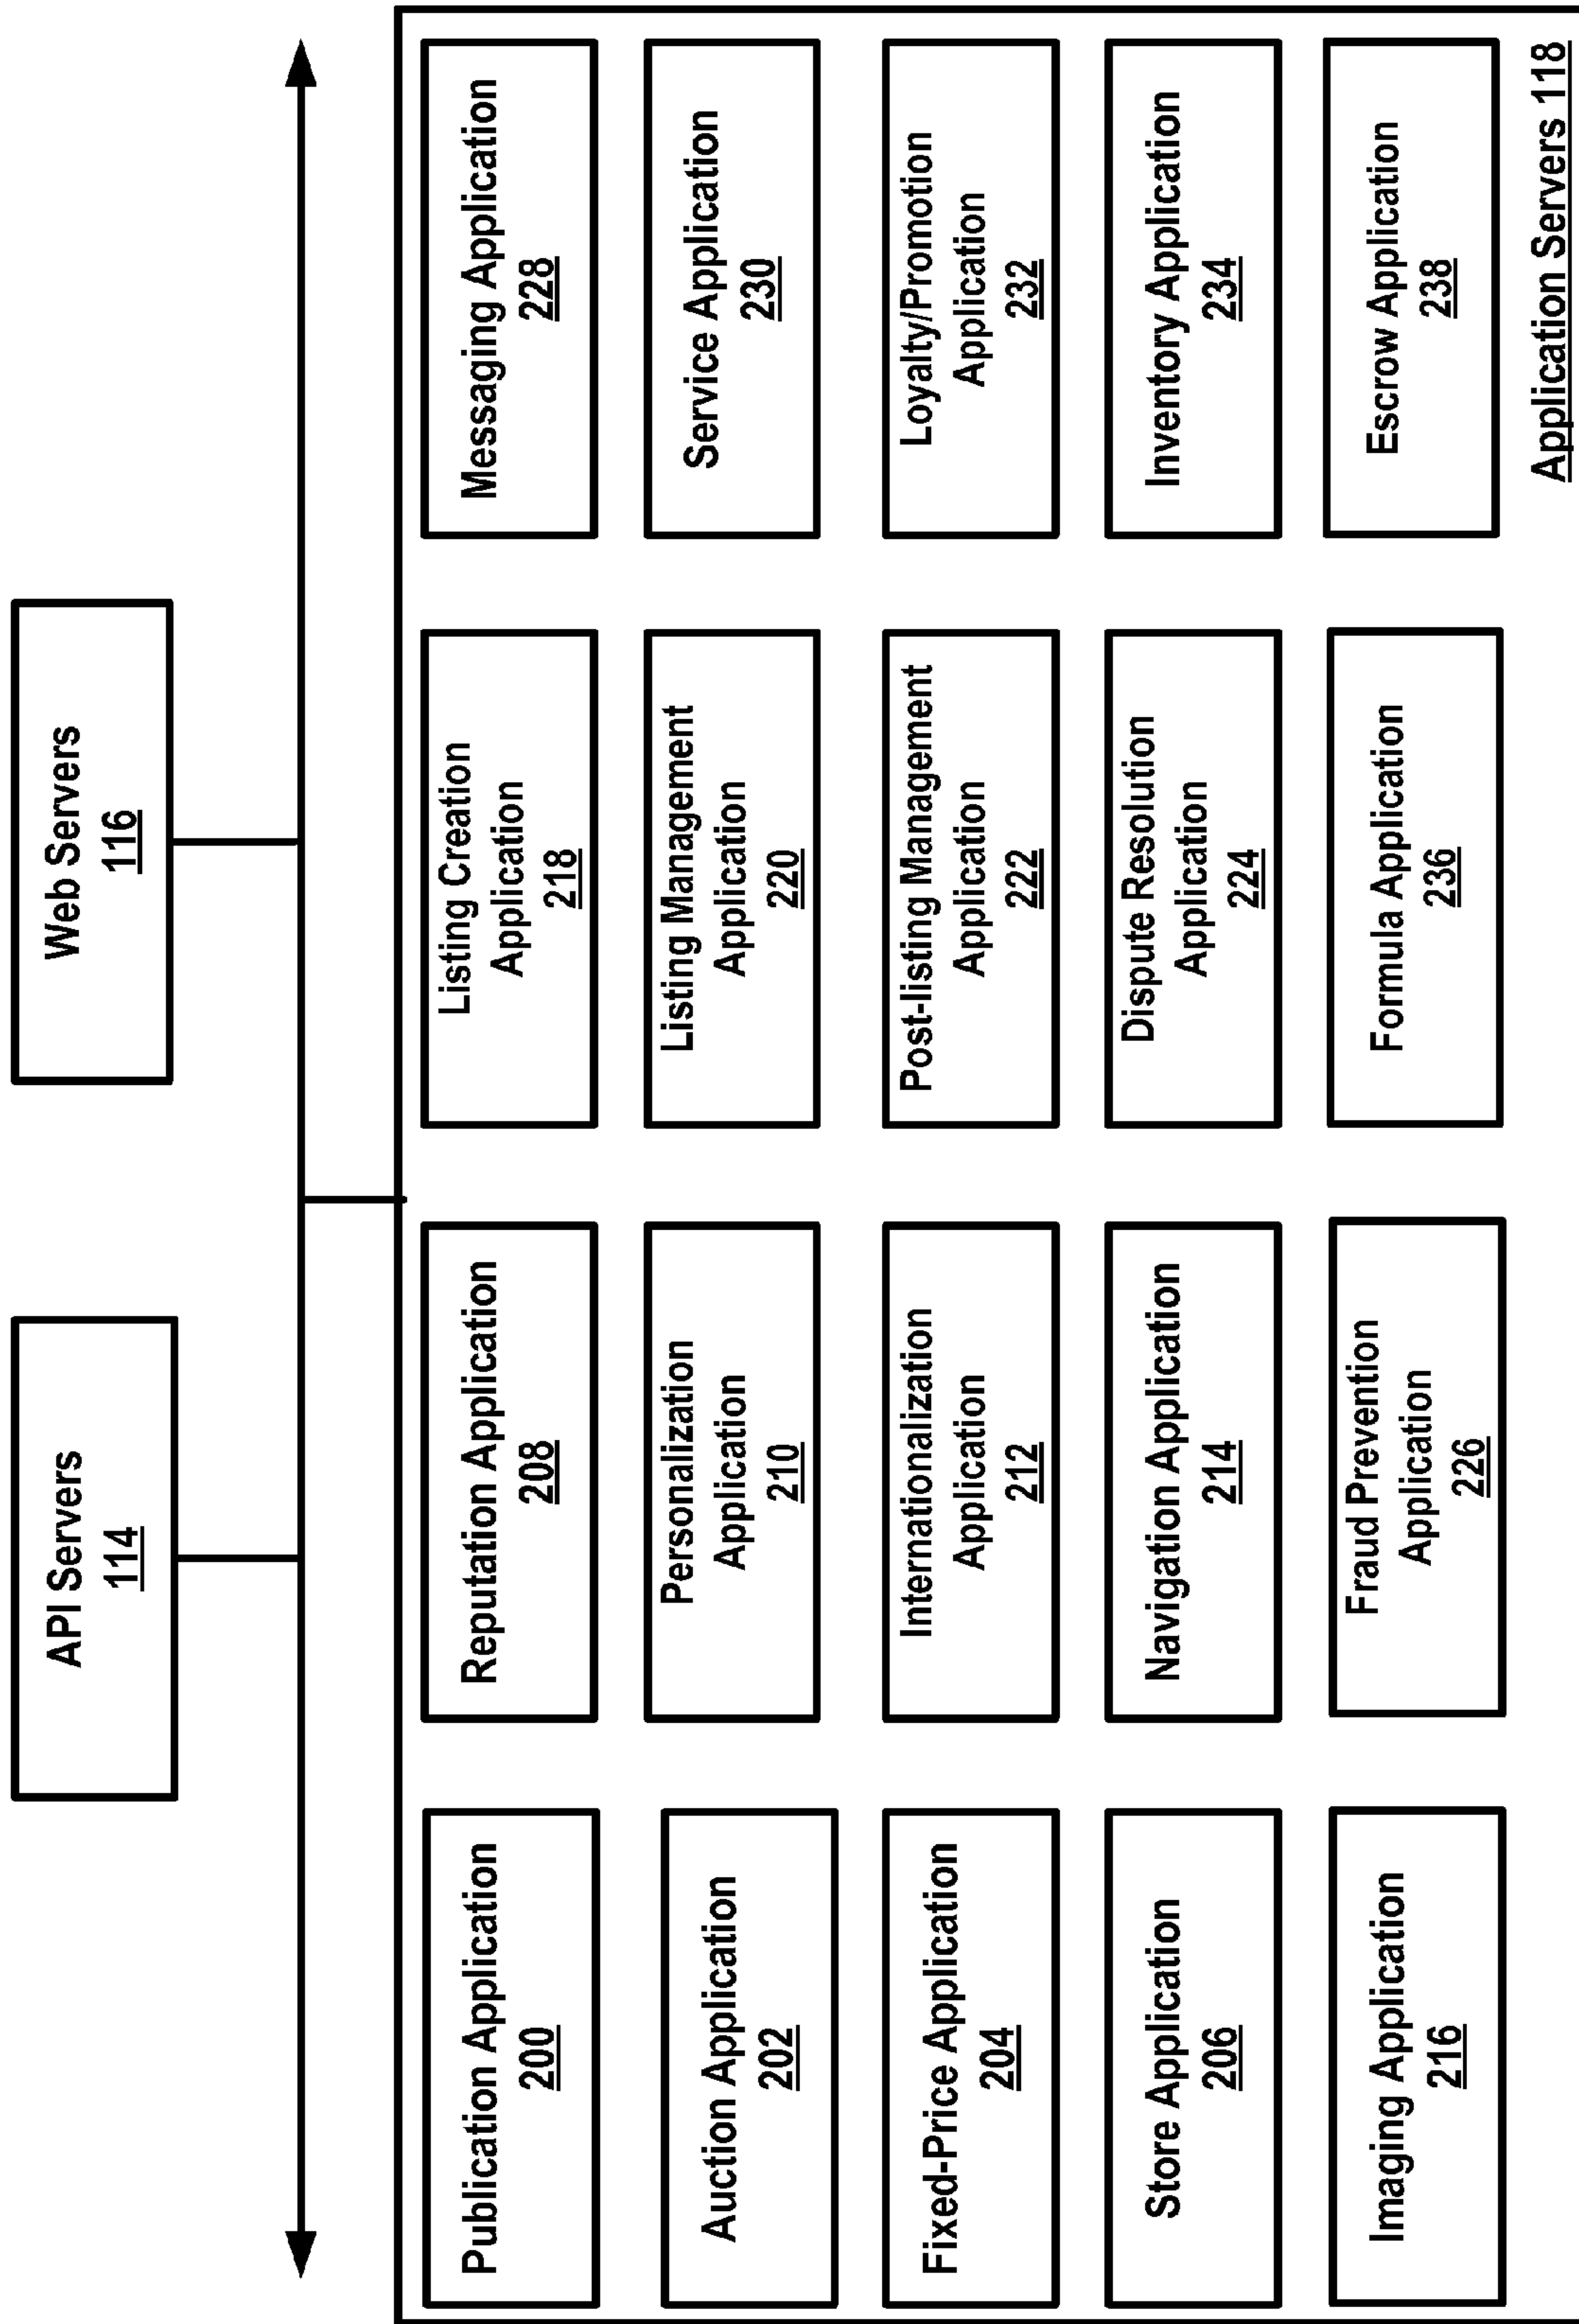 API Servers
114
Web Servers
116
Publication Application
200
Reputation Application
208
Listing Creation
Application
218
Messaging Application
228
Auction Application
202
Personalization
Application
210
Listing Management
Application
220
Service Application
230
Fixed-Price Application
204
Internationalization
Application
212
Post-listing Management
Application
222
Loyalty/Promotion
Application
232
Store Application
206
Navigation Application
214
Dispute Resolution
Application
224
Inventory Application
234
Imaging Application
216
Fraud Prevention
Application
226
Formula Application
236
Escrow Application
238
Application Servers 118